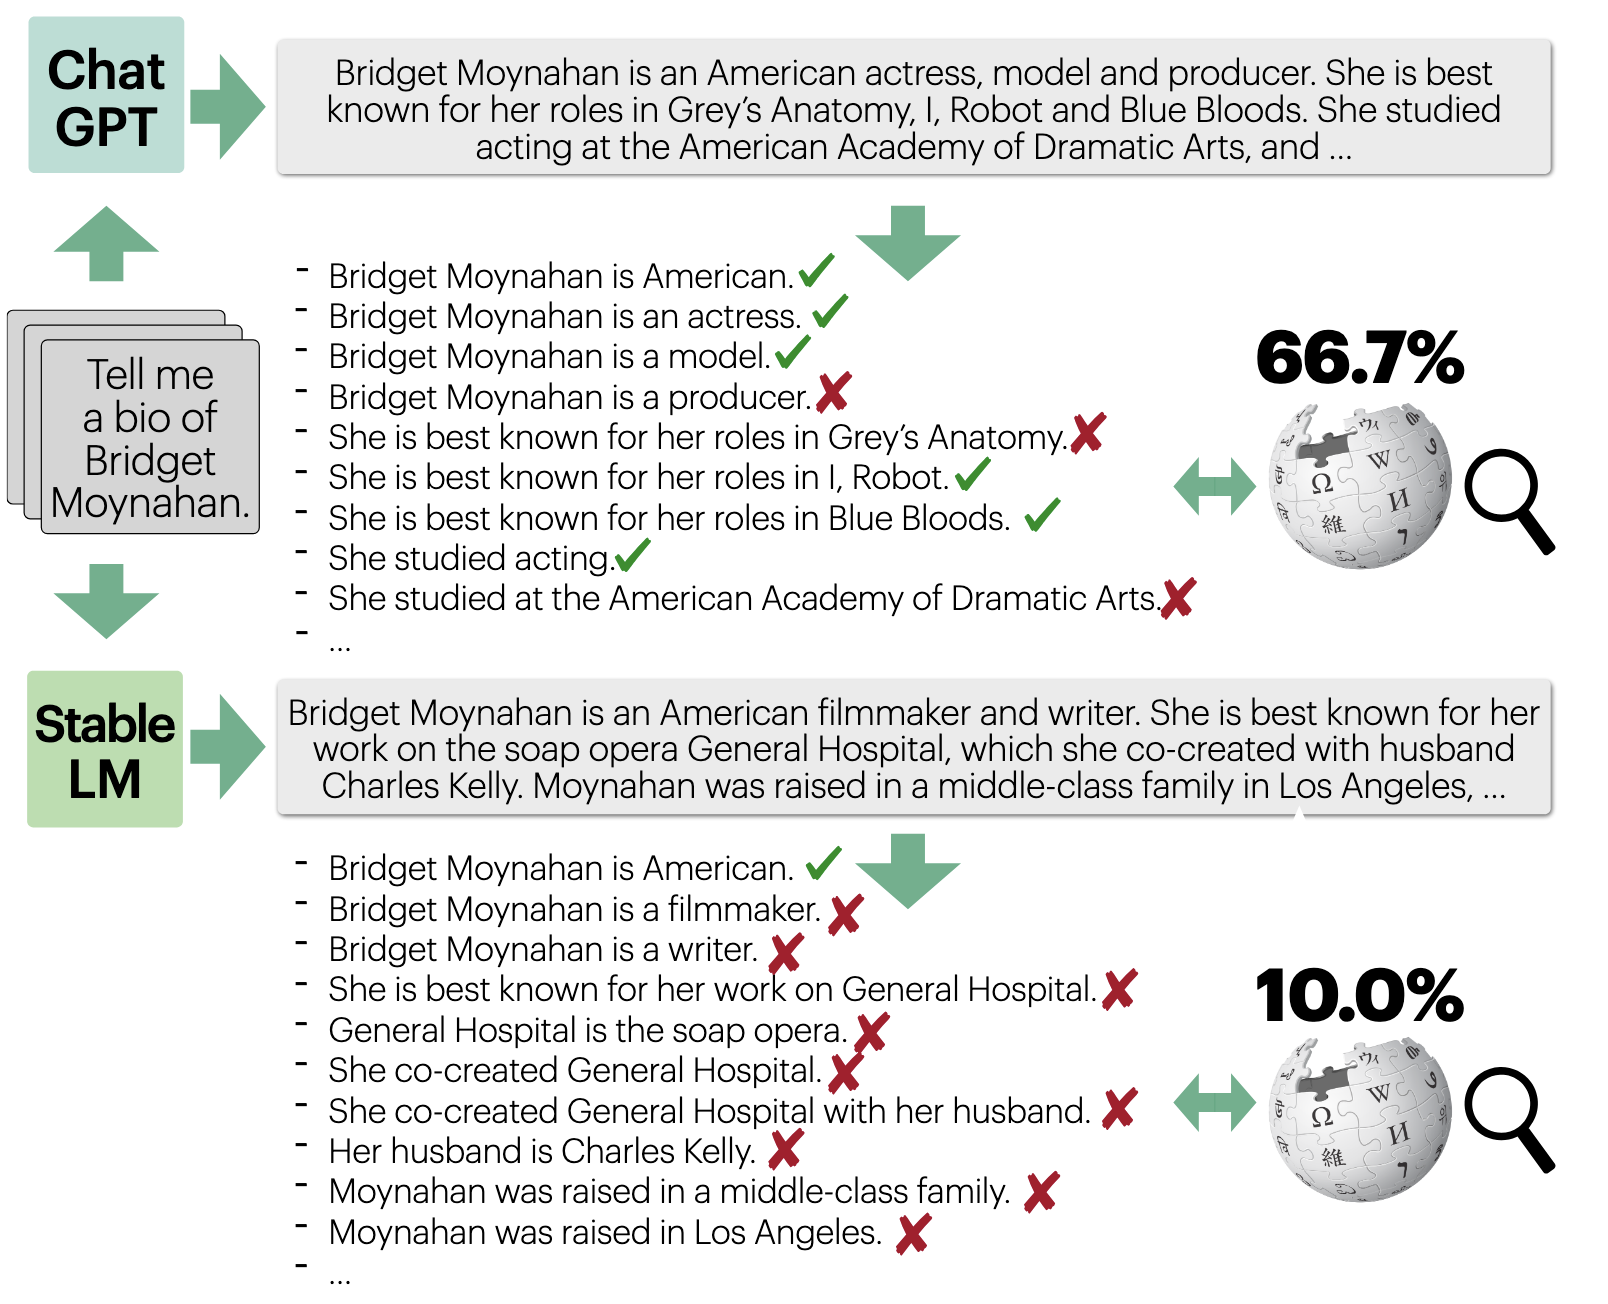 Chat
GPT
Bridget Moynahan is an American actress, model and producer. She is best
known for her roles in Grey’s Anatomy, I, Robot and Blue Bloods. She studied
acting at the American Academy of Dramatic Arts, and ...
- Bridget Moynahan is American. ✓
- Bridget Moynahan is an actress. ✓
- Bridget Moynahan is a model. ✓
- Bridget Moynahan is a producer. ✘
- She is best known for her roles in Grey’s Anatomy. ✘
- She is best known for her roles in I, Robot. ✓
- She is best known for her roles in Blue Bloods. ✓
- She studied acting. ✓
- She studied at the American Academy of Dramatic Arts. ✘
- ...
66.7%
Ω W И 維 ウィ
Tell me
a bio of
Bridget
Moynahan.
Stable
LM
Bridget Moynahan is an American filmmaker and writer. She is best known for her
work on the soap opera General Hospital, which she co-created with husband
Charles Kelly. Moynahan was raised in a middle-class family in Los Angeles, ...
- Bridget Moynahan is American. ✓
- Bridget Moynahan is a filmmaker. ✘
- Bridget Moynahan is a writer. ✘
- She is best known for her work on General Hospital. ✘
- General Hospital is the soap opera. ✘
- She co-created General Hospital. ✘
- She co-created General Hospital with her husband. ✘
- Her husband is Charles Kelly. ✘
- Moynahan was raised in a middle-class family. ✘
- Moynahan was raised in Los Angeles. ✘
- ...
10.0%
Ω W И 維 ウィ